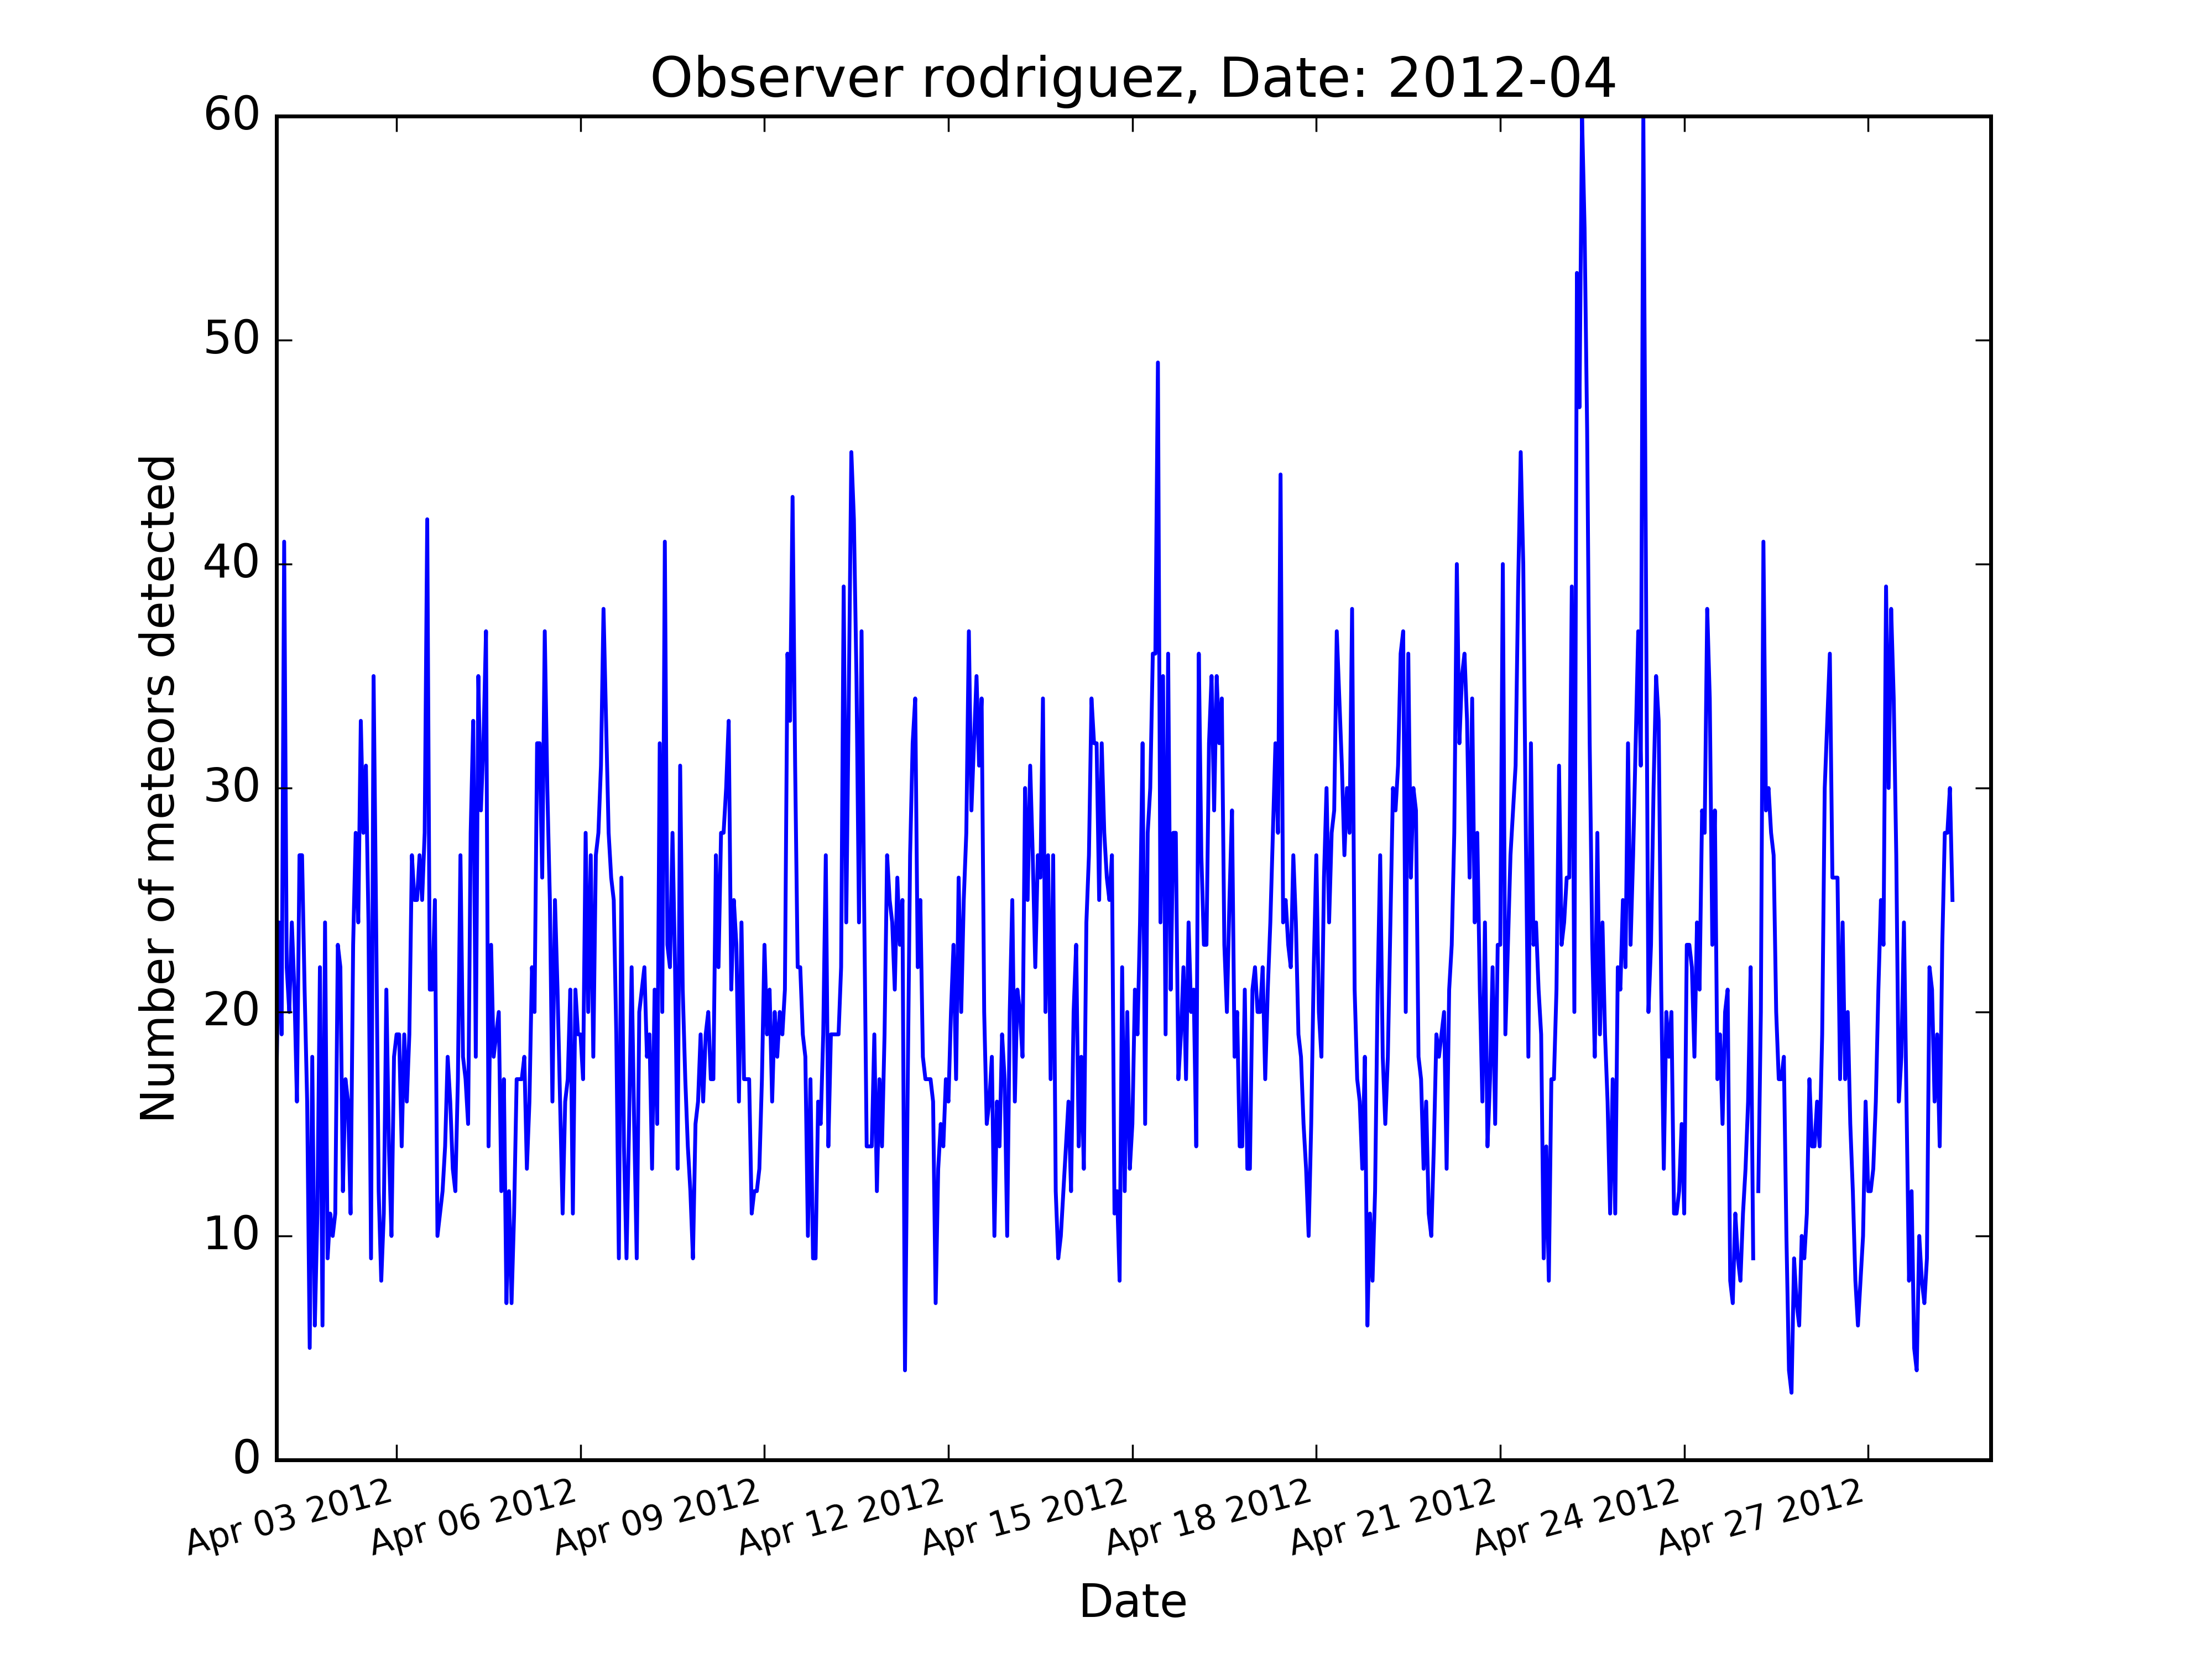 Observer rodriguez, Date: 2012-04
60
50
40
30
20
10
0
Number of meteors detected
Apr 03 2012
Apr 06 2012
Apr 09 2012
Apr 12 2012
Apr 15 2012
Apr 18 2012
Apr 21 2012
Apr 24 2012
Apr 27 2012
Date